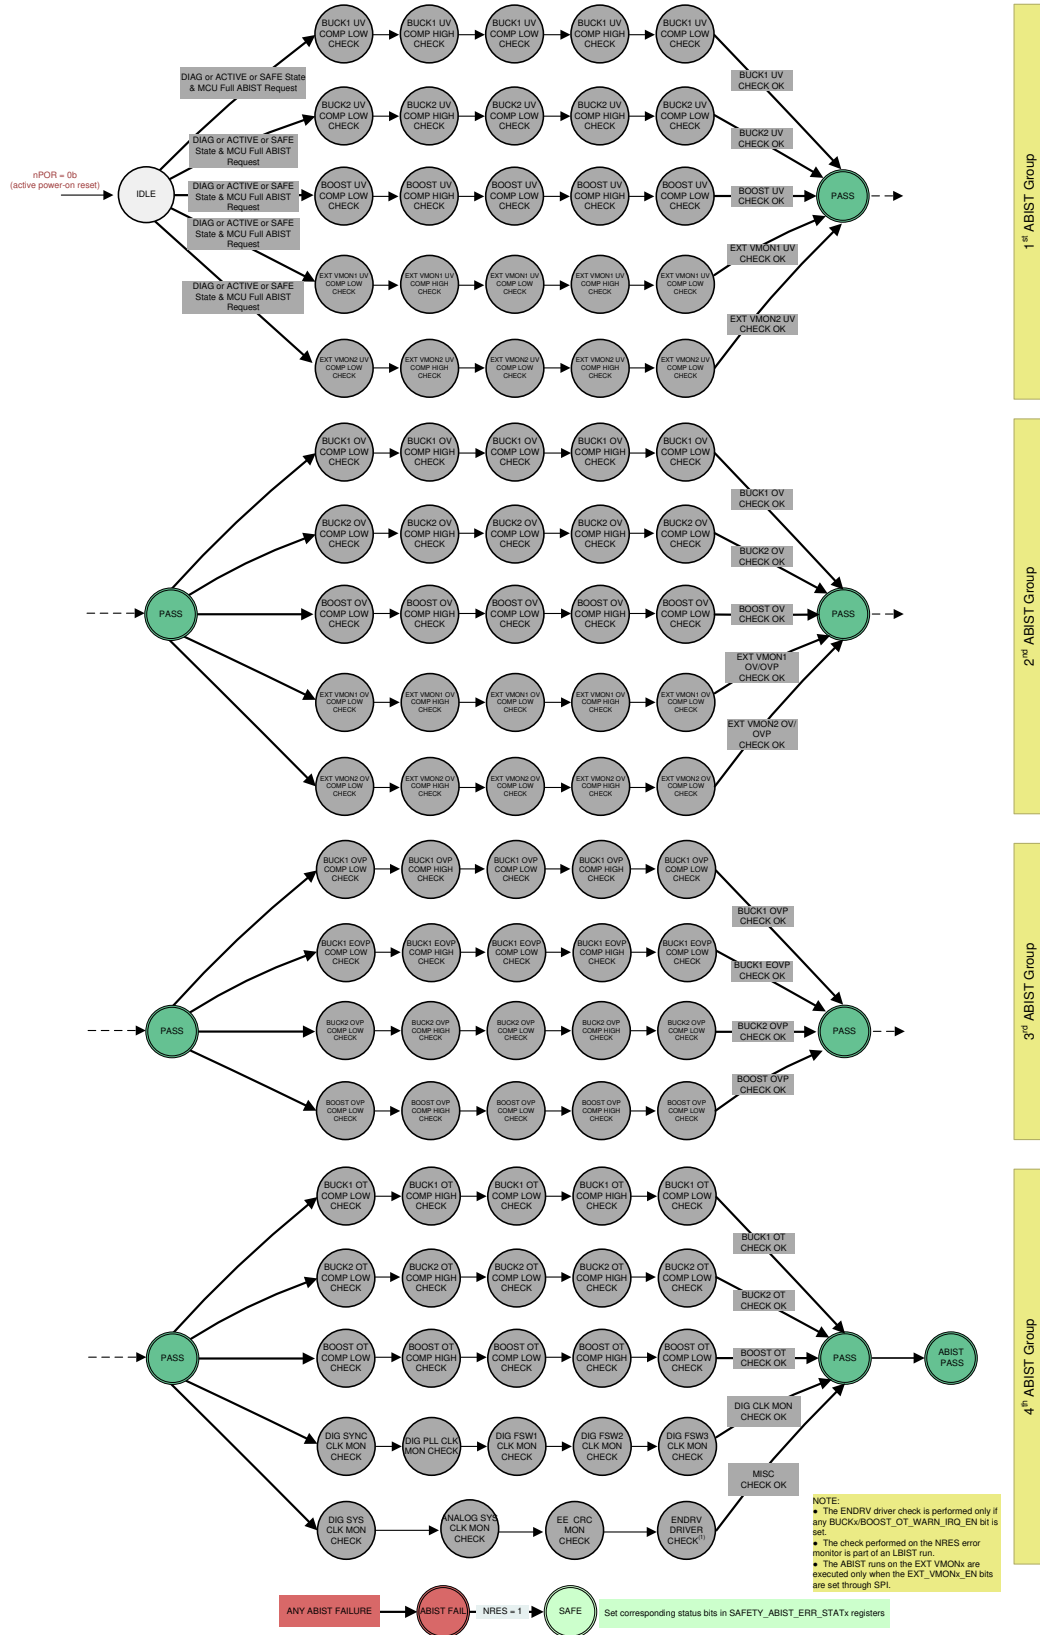 BUCK1 UV
COMP LOW
CHECK
BUCK1 UV
COMP HIGH
CHECK
BUCK1 UV
COMP LOW
CHECK
BUCK1 UV
COMP HIGH
CHECK
BUCK1 UV
COMP LOW
CHECK
DIAG or ACTIVE or SAFE State
& MCU Full ABIST Request
BUCK1 UV
CHECK OK
BUCK2 UV
COMP LOW
CHECK
BUCK2 UV
COMP HIGH
CHECK
BUCK2 UV
COMP LOW
CHECK
BUCK2 UV
COMP HIGH
CHECK
BUCK2 UV
COMP LOW
CHECK
DIAG or ACTIVE or SAFE
State & MCU Full ABIST
Request
BUCK2 UV
CHECK OK
nPOR = 0b
(active power-on reset)
IDLE
DIAG or ACTIVE or SAFE
State & MCU Full ABIST
Request
BOOST UV
COMP LOW
CHECK
BOOST UV
COMP HIGH
CHECK
BOOST UV
COMP LOW
CHECK
BOOST UV
COMP HIGH
CHECK
BOOST UV
COMP LOW
CHECK
BOOST UV
CHECK OK
PASS
DIAG or ACTIVE or SAFE
State & MCU Full ABIST
Request
EXT VMON1 UV
COMP LOW
CHECK
EXT VMON1 UV
COMP HIGH
CHECK
EXT VMON1 UV
COMP LOW
CHECK
EXT VMON1 UV
COMP HIGH
CHECK
EXT VMON1 UV
COMP LOW
CHECK
EXT VMON1 UV
CHECK OK
DIAG or ACTIVE or SAFE
State & MCU Full ABIST
Request
EXT VMON2 UV
COMP LOW
CHECK
EXT VMON2 UV
COMP HIGH
CHECK
EXT VMON2 UV
COMP LOW
CHECK
EXT VMON2 UV
COMP HIGH
CHECK
EXT VMON2 UV
COMP LOW
CHECK
EXT VMON2 UV
CHECK OK
1st ABIST Group
BUCK1 OV
COMP LOW
CHECK
BUCK1 OV
COMP HIGH
CHECK
BUCK1 OV
COMP LOW
CHECK
BUCK1 OV
COMP HIGH
CHECK
BUCK1 OV
COMP LOW
CHECK
BUCK1 OV
CHECK OK
BUCK2 OV
COMP LOW
CHECK
BUCK2 OV
COMP HIGH
CHECK
BUCK2 OV
COMP LOW
CHECK
BUCK2 OV
COMP HIGH
CHECK
BUCK2 OV
COMP LOW
CHECK
BUCK2 OV
CHECK OK
PASS
BOOST OV
COMP LOW
CHECK
BOOST OV
COMP HIGH
CHECK
BOOST OV
COMP LOW
CHECK
BOOST OV
COMP HIGH
CHECK
BOOST OV
COMP LOW
CHECK
BOOST OV
CHECK OK
PASS
EXT VMON1 OV
COMP LOW
CHECK
EXT VMON1 OV
COMP HIGH
CHECK
EXT VMON1 OV
COMP LOW
CHECK
EXT VMON1 OV
COMP HIGH
CHECK
EXT VMON1 OV
COMP LOW
CHECK
EXT VMON1
OV/OVP
CHECK OK
EXT VMON2 OV
COMP LOW
CHECK
EXT VMON2 OV
COMP HIGH
CHECK
EXT VMON2 OV
COMP LOW
CHECK
EXT VMON2 OV
COMP HIGH
CHECK
EXT VMON2 OV
COMP LOW
CHECK
EXT VMON2 OV/
OVP
CHECK OK
2nd ABIST Group
BUCK1 OVP
COMP LOW
CHECK
BUCK1 OVP
COMP HIGH
CHECK
BUCK1 OVP
COMP LOW
CHECK
BUCK1 OVP
COMP HIGH
CHECK
BUCK1 OVP
COMP LOW
CHECK
BUCK1 OVP
CHECK OK
BUCK1 EOVP
COMP LOW
CHECK
BUCK1 EOVP
COMP HIGH
CHECK
BUCK1 EOVP
COMP LOW
CHECK
BUCK1 EOVP
COMP HIGH
CHECK
BUCK1 EOVP
COMP LOW
CHECK
BUCK1 EOVP
CHECK OK
PASS
BUCK2 OVP
COMP LOW
CHECK
BUCK2 OVP
COMP HIGH
CHECK
BUCK2 OVP
COMP LOW
CHECK
BUCK2 OVP
COMP HIGH
CHECK
BUCK2 OVP
COMP LOW
CHECK
BUCK2 OVP
CHECK OK
PASS
BOOST OVP
COMP LOW
CHECK
BOOST OVP
COMP HIGH
CHECK
BOOST OVP
COMP LOW
CHECK
BOOST OVP
COMP HIGH
CHECK
BOOST OVP
COMP LOW
CHECK
BOOST OVP
CHECK OK
3rd ABIST Group
BUCK1 OT
COMP LOW
CHECK
BUCK1 OT
COMP HIGH
CHECK
BUCK1 OT
COMP LOW
CHECK
BUCK1 OT
COMP HIGH
CHECK
BUCK1 OT
COMP LOW
CHECK
BUCK1 OT
CHECK OK
BUCK2 OT
COMP LOW
CHECK
BUCK2 OT
COMP HIGH
CHECK
BUCK2 OT
COMP LOW
CHECK
BUCK2 OT
COMP HIGH
CHECK
BUCK2 OT
COMP LOW
CHECK
BUCK2 OT
CHECK OK
PASS
BOOST OT
COMP LOW
CHECK
BOOST OT
COMP HIGH
CHECK
BOOST OT
COMP LOW
CHECK
BOOST OT
COMP HIGH
CHECK
BOOST OT
COMP LOW
CHECK
BOOST OT
CHECK OK
PASS
ABIST
PASS
DIG SYNC
CLK MON
CHECK
DIG PLL CLK
MON CHECK
DIG FSW1
CLK MON
CHECK
DIG FSW2
CLK MON
CHECK
DIG FSW3
CLK MON
CHECK
DIG CLK MON
CHECK OK
DIG SYS
CLK MON
CHECK
ANALOG SYS
CLK MON
CHECK
EE CRC
MON
CHECK
ENDRV
DRIVER
CHECK(1)
MISC
CHECK OK
4th ABIST Group
NOTE:
● The ENDRV driver check is performed only if
any BUCKx/BOOST_OT_WARN_IRQ_EN bit is
set.
● The check performed on the NRES error
monitor is part of an LBIST run.
● The ABIST runs on the EXT VMONx are
executed only when the EXT_VMONx_EN bits
are set through SPI.
ANY ABIST FAILURE
ABIST FAIL
NRES = 1
SAFE
Set corresponding status bits in SAFETY_ABIST_ERR_STATx registers